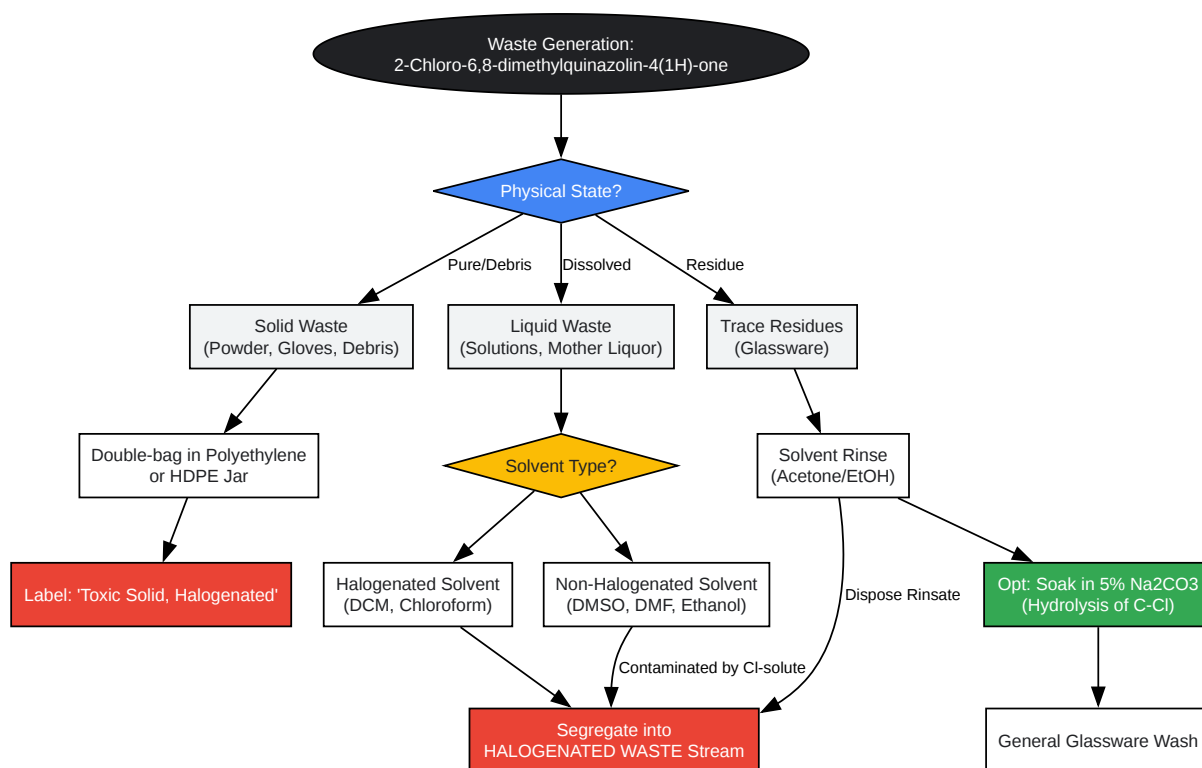 Waste Generation:
2-Chloro-6,8-dimethylquinazolin-4(1H)-one
Physical State?
Pure/Debris
Dissolved
Residue
Solid Waste
(Powder, Gloves, Debris)
Liquid Waste
(Solutions, Mother Liquor)
Trace Residues
(Glassware)
Double-bag in Polyethylene
or HDPE Jar
Solvent Type?
Solvent Rinse
(Acetone/EtOH)
Label: 'Toxic Solid, Halogenated'
Halogenated Solvent
(DCM, Chloroform)
Non-Halogenated Solvent
(DMSO, DMF, Ethanol)
Dispose Rinsate
Opt: Soak in 5% Na2CO3
(Hydrolysis of C-Cl)
Contaminated by Cl-solute
Segregate into
HALOGENATED WASTE Stream
General Glassware Wash